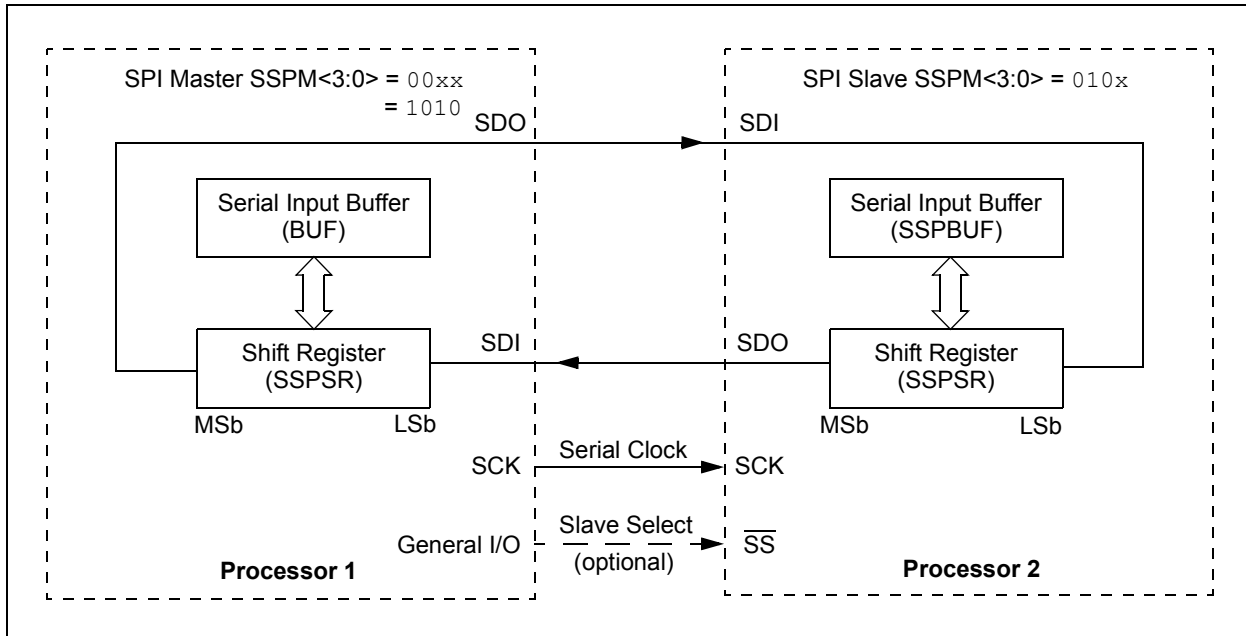 SPI Master SSPM<3:0> = 00xx
= 1010
SDO
Serial Input Buffer
(BUF)
Shift Register
(SSPSR)
MSb
LSb
SDI
SCK
General I/O
Processor 1
Serial Clock
Slave Select
(optional)
SPI Slave SSPM<3:0> = 010x
SDI
Serial Input Buffer
(SSPBUF)
SDO
Shift Register
(SSPSR)
MSb
LSb
SCK
SS
Processor 2